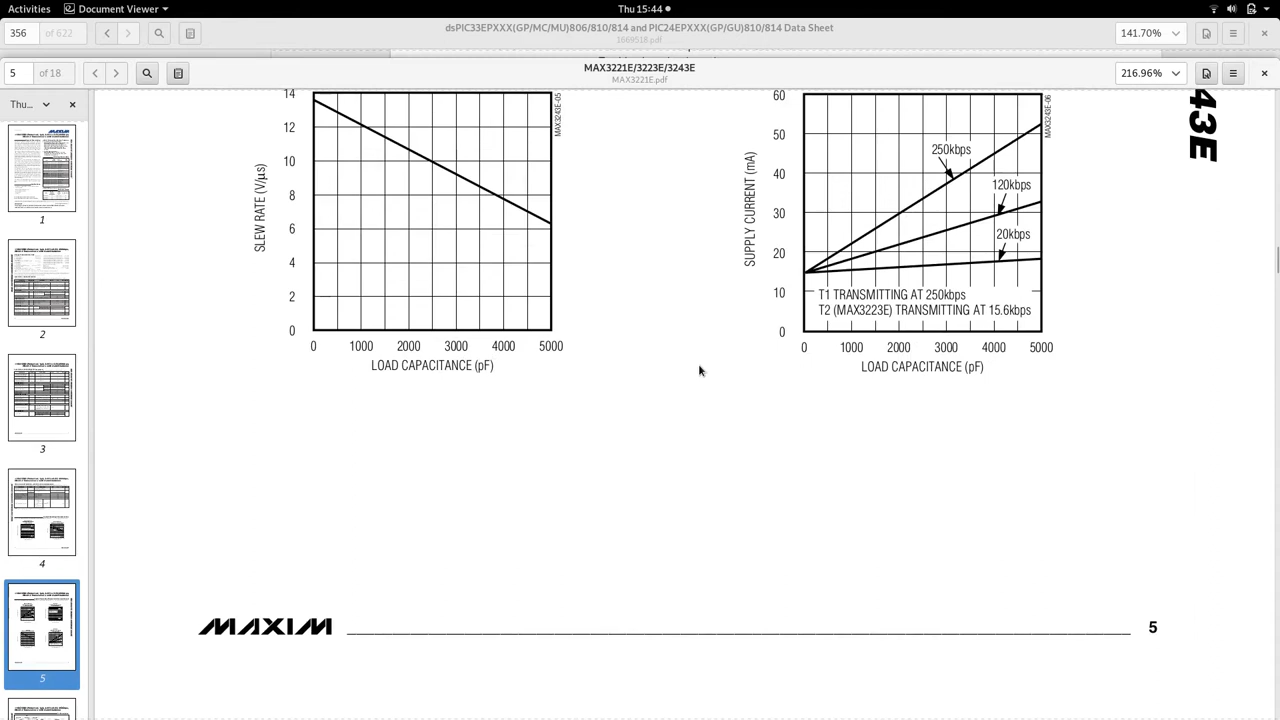 Activities
Document Viewer
Thu 15:44
356
of 622
dsPIC33EPXXX(GP/MC/MU)806/810/814 and PIC24EPXXX(GP/GU)810/814 Data Sheet
1669518.pdf
141.70%
5
of 18
MAX3221E/3223E/3243E
MAX3221E.pdf
216.96%
Thu...
1
2
3
4
5
14
12
10
8
6
4
2
0
SLEW RATE (V/µs)
0 1000 2000 3000 4000 5000
LOAD CAPACITANCE (pF)
MAX3243E-05
60
50
40
30
20
10
0
SUPPLY CURRENT (mA)
250kbps
120kbps
20kbps
T1 TRANSMITTING AT 250kbps
T2 (MAX3223E) TRANSMITTING AT 15.6kbps
0 1000 2000 3000 4000 5000
LOAD CAPACITANCE (pF)
MAX3243E-06
43E
MAXIM
5